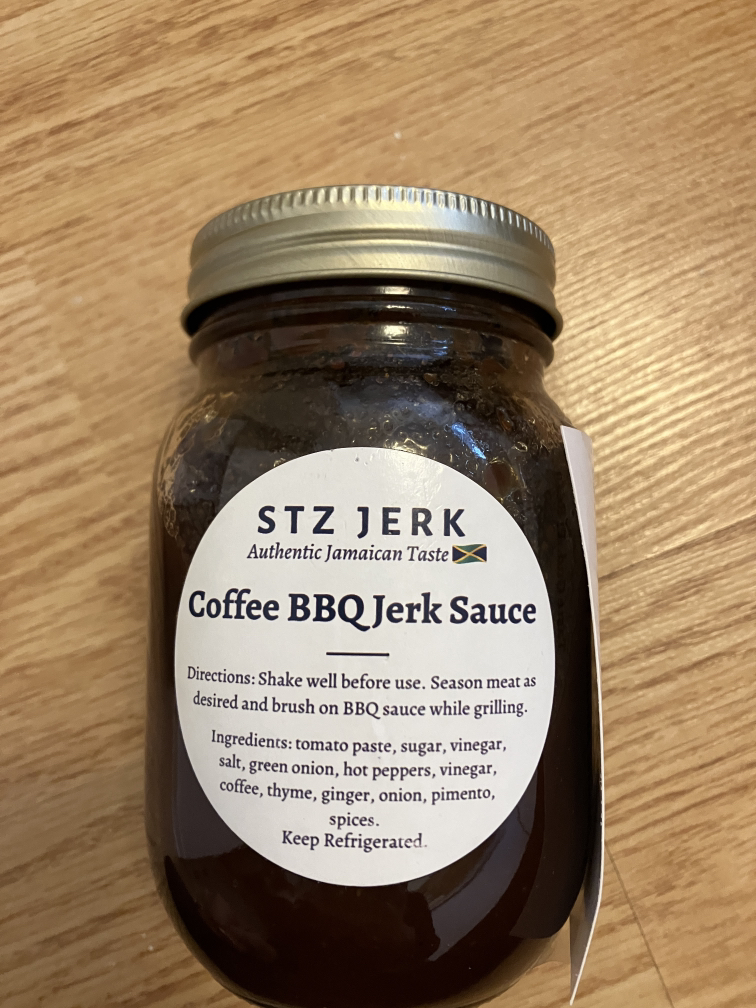 STZ JERK
Authentic Jamaican Taste
Coffee BBQ Jerk Sauce
Directions: Shake well before use. Season meat as
desired and brush on BBQ sauce while grilling.
Ingredients: tomato paste, sugar, vinegar,
salt, green onion, hot peppers, vinegar,
coffee, thyme, ginger, onion, pimento,
spices.
Keep Refrigerated.